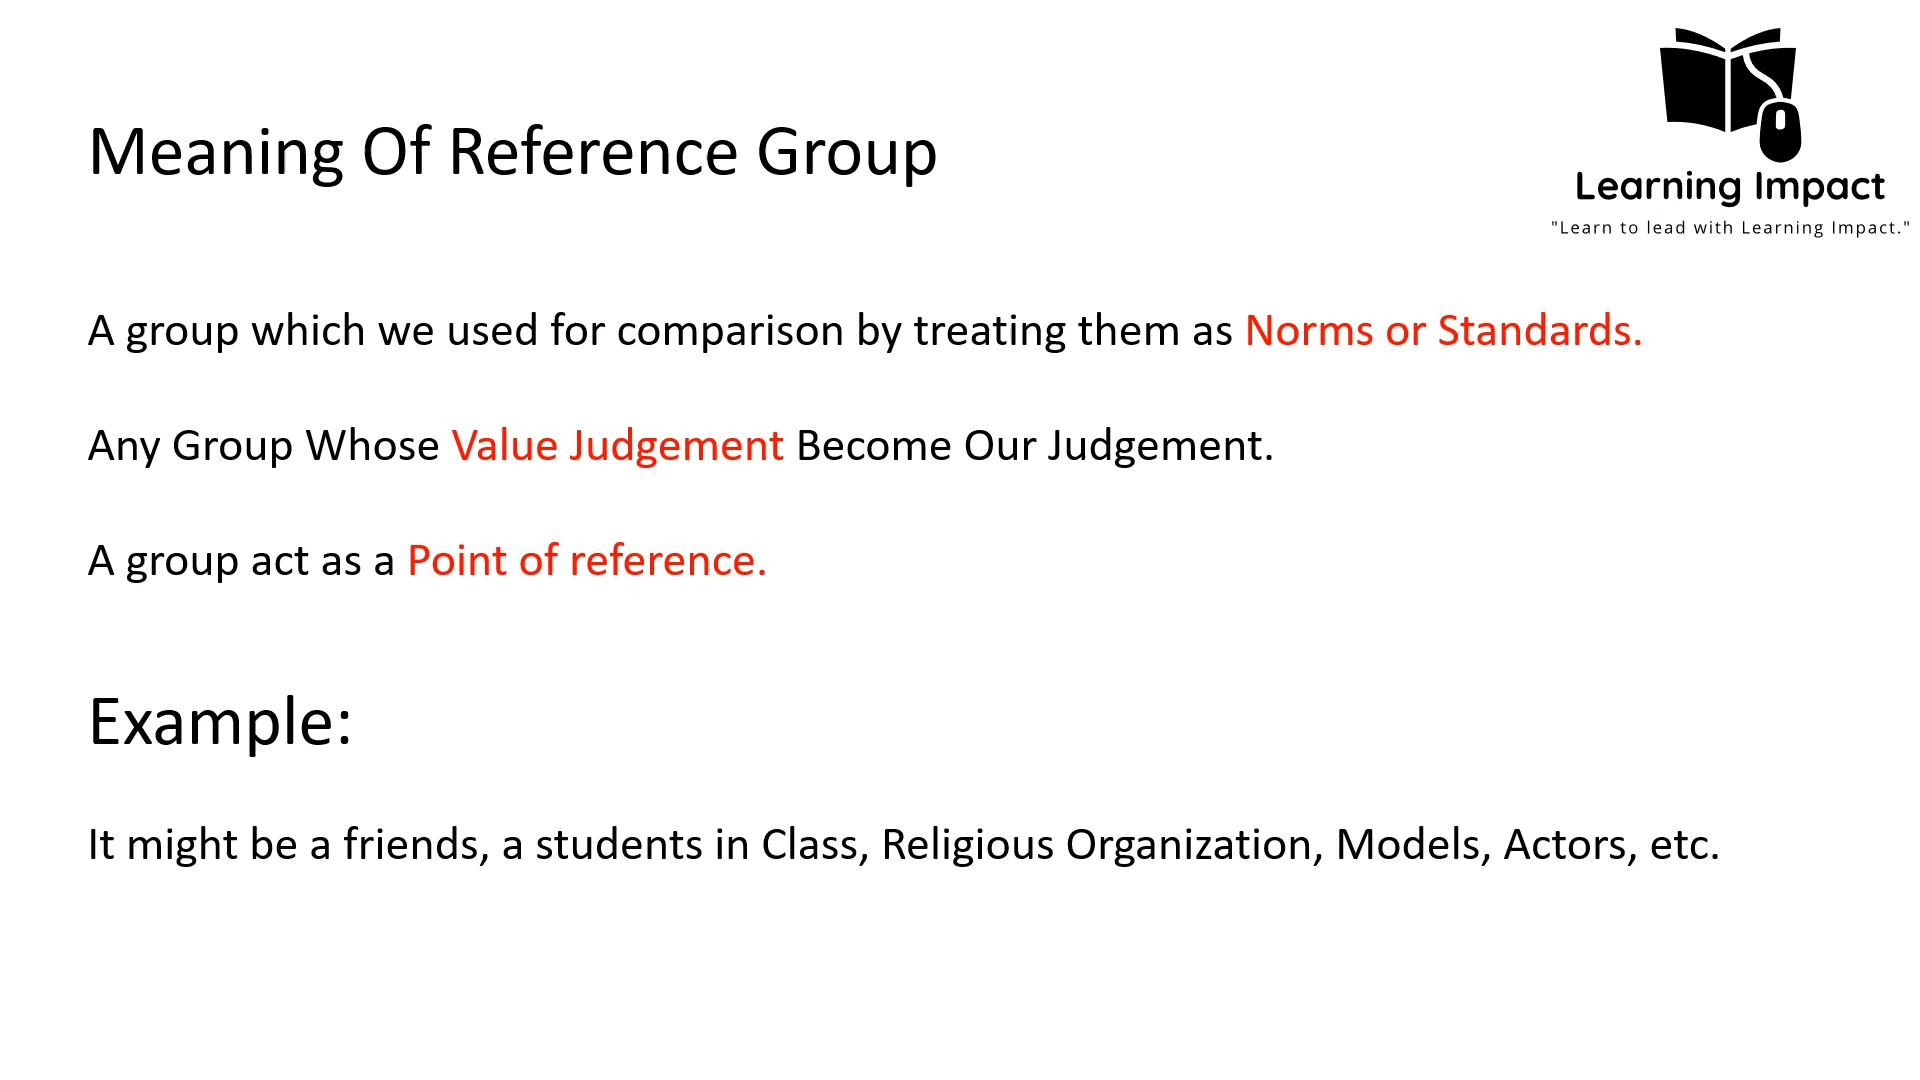 Learning Impact
"Learn to lead with Learning Impact."
Meaning Of Reference Group
A group which we used for comparison by treating them as Norms or Standards.
Any Group Whose Value Judgement Become Our Judgement.
A group act as a Point of reference.
Example:
It might be a friends, a students in Class, Religious Organization, Models, Actors, etc.